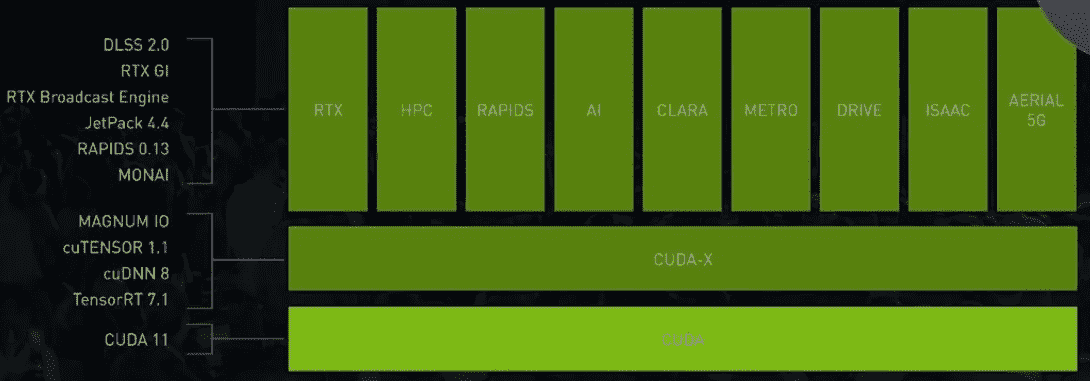 DLSS 2.0
RTX GI
RTX Broadcast Engine
JetPack 4.4
RAPIDS 0.13
MONAI
MAGNUM IO
cuTENSOR 1.1
cuDNN 8
TensorRT 7.1
CUDA 11
RTX
HPC
RAPIDS
AI
CLARA
METRO
DRIVE
ISAAC
AERIAL
5G
CUDA-X
CUDA